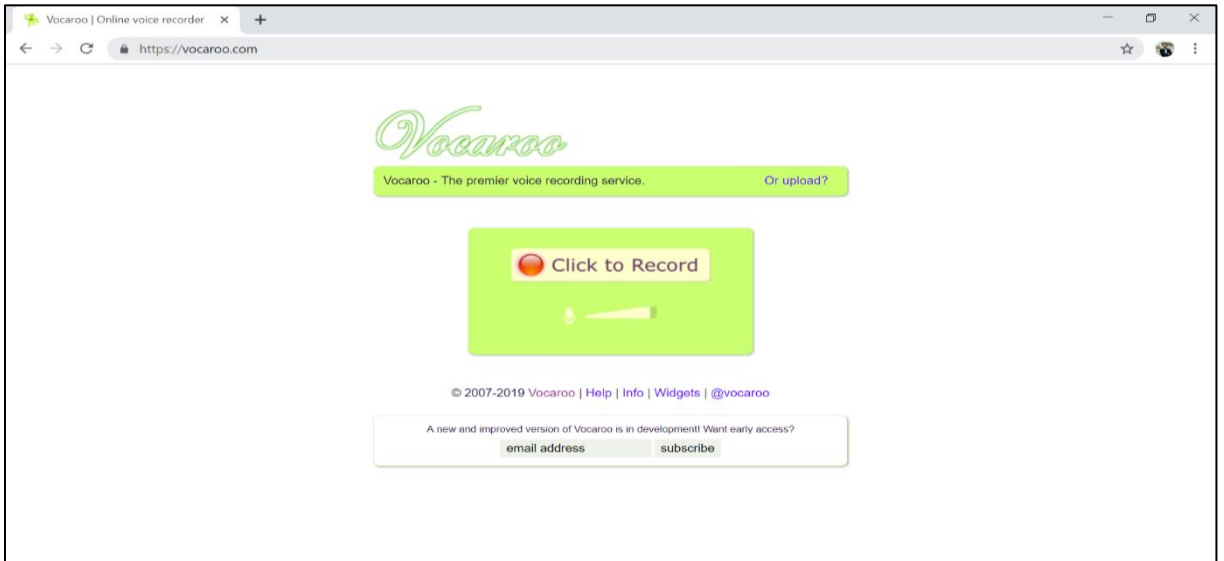 Vocaroo | Online voice recorder
https://vocaroo.com
Vocaroo
Vocaroo - The premier voice recording service. Or upload?
Click to Record
© 2007-2019 Vocaroo | Help | Info | Widgets | @vocaroo
A new and improved version of Vocaroo is in development! Want early access?
email address subscribe